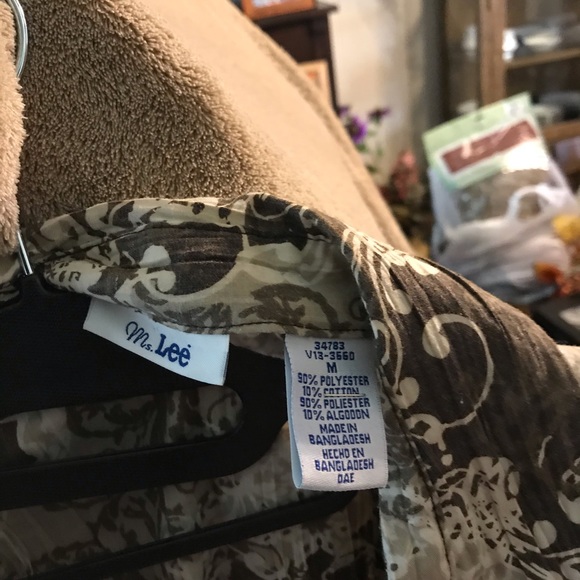 Ms. Lee
34783
V13-3560
M
90% POLYESTER
10% COTTON
90% POLIESTER
10% ALGODON
MADE IN
BANGLADESH
HECHO EN
BANGLADESH
DAE